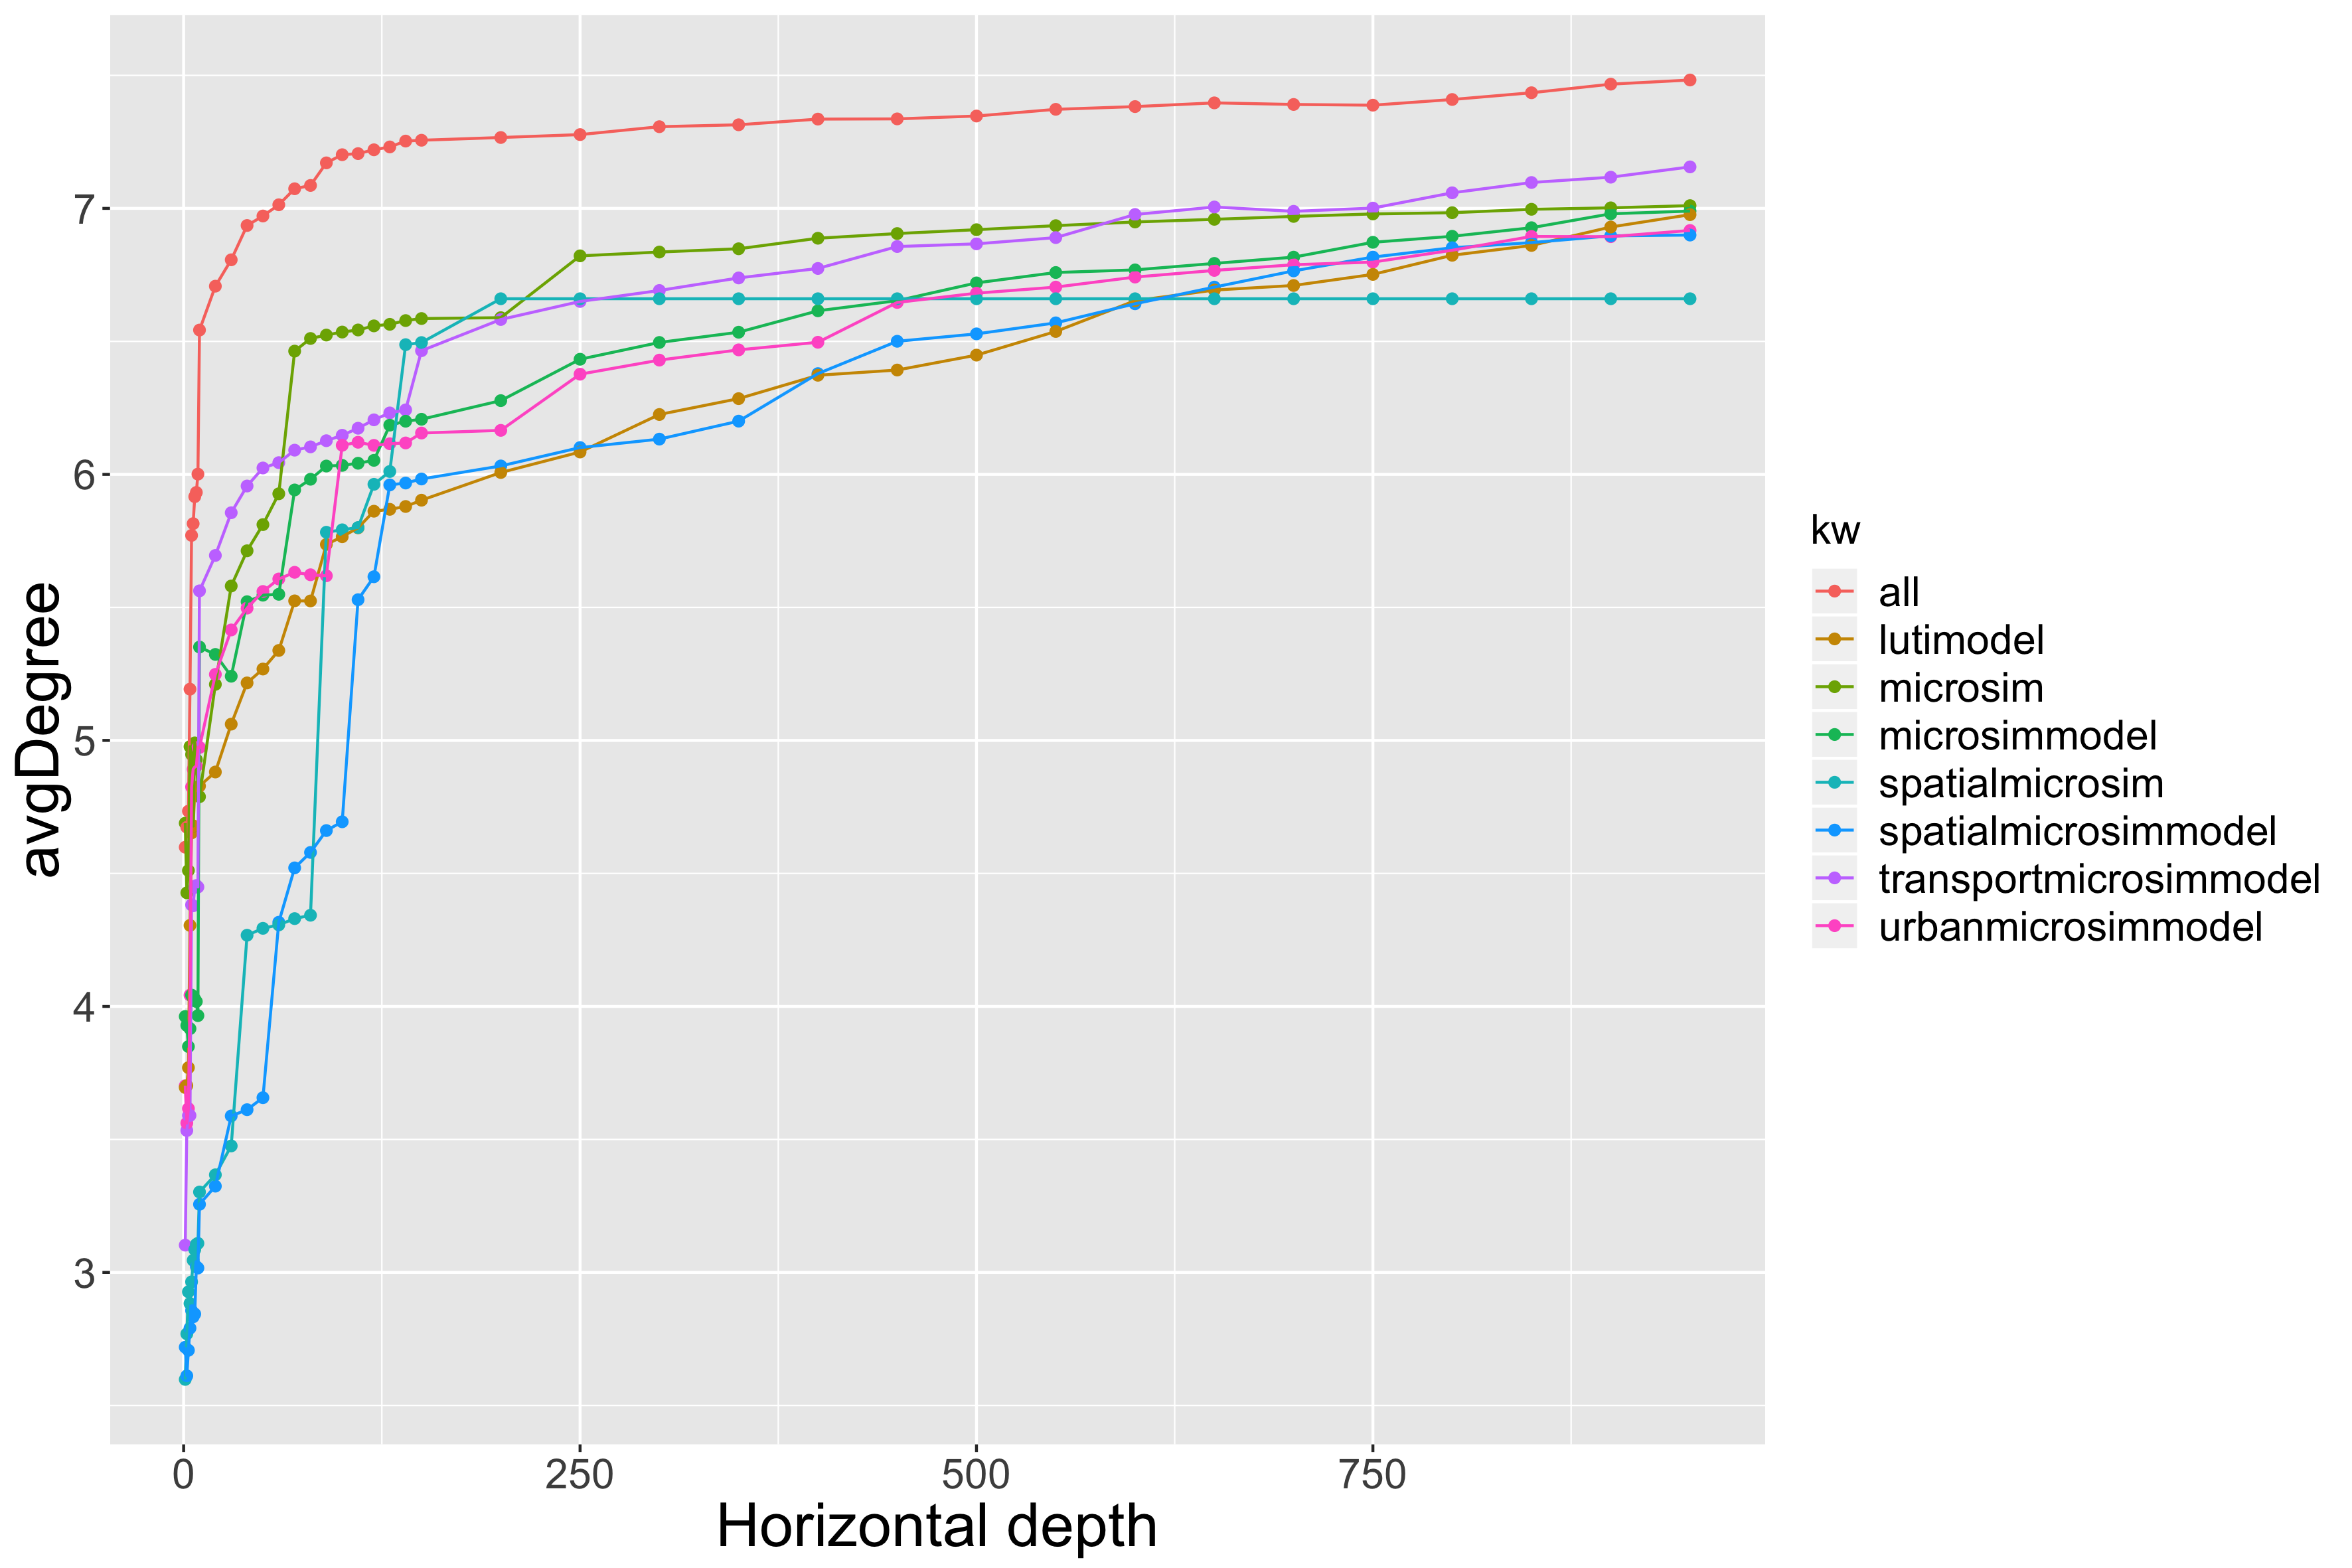 avgDegree
7
6
5
4
3
0 250 500 750
Horizontal depth
kw
all
lutimodel
microsim
microsimmodel
spatialmicrosim
spatialmicrosimmodel
transportmicrosimmodel
urbanmicrosimmodel